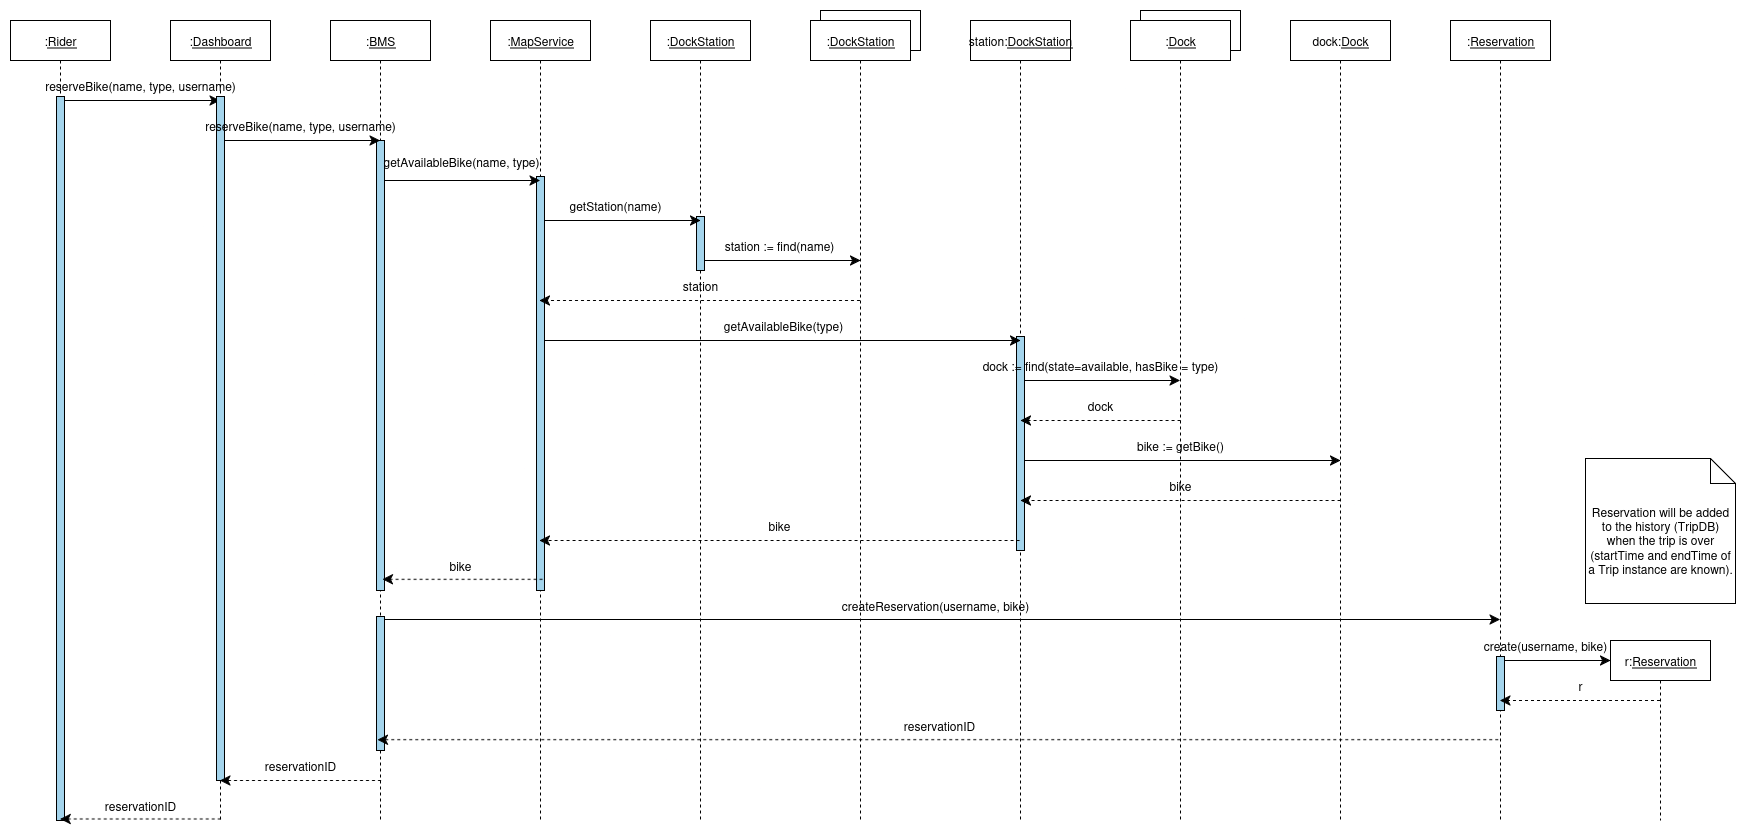 :Rider
:Dashboard
:BMS
:MapService
:DockStation
:DockStation
station:DockStation
:Dock
dock:Dock
:Reservation
reserveBike(name, type, username)
reserveBike(name, type, username)
getAvailableBike(name, type)
getStation(name)
station := find(name)
station
getAvailableBike(type)
dock := find(state=available, hasBike = type)
dock
bike := getBike()
bike
bike
bike
Reservation will be added
to the history (TripDB)
when the trip is over
(startTime and endTime of
a Trip instance are known).
createReservation(username, bike)
create(username, bike)
r:Reservation
r
reservationID
reservationID
reservationID